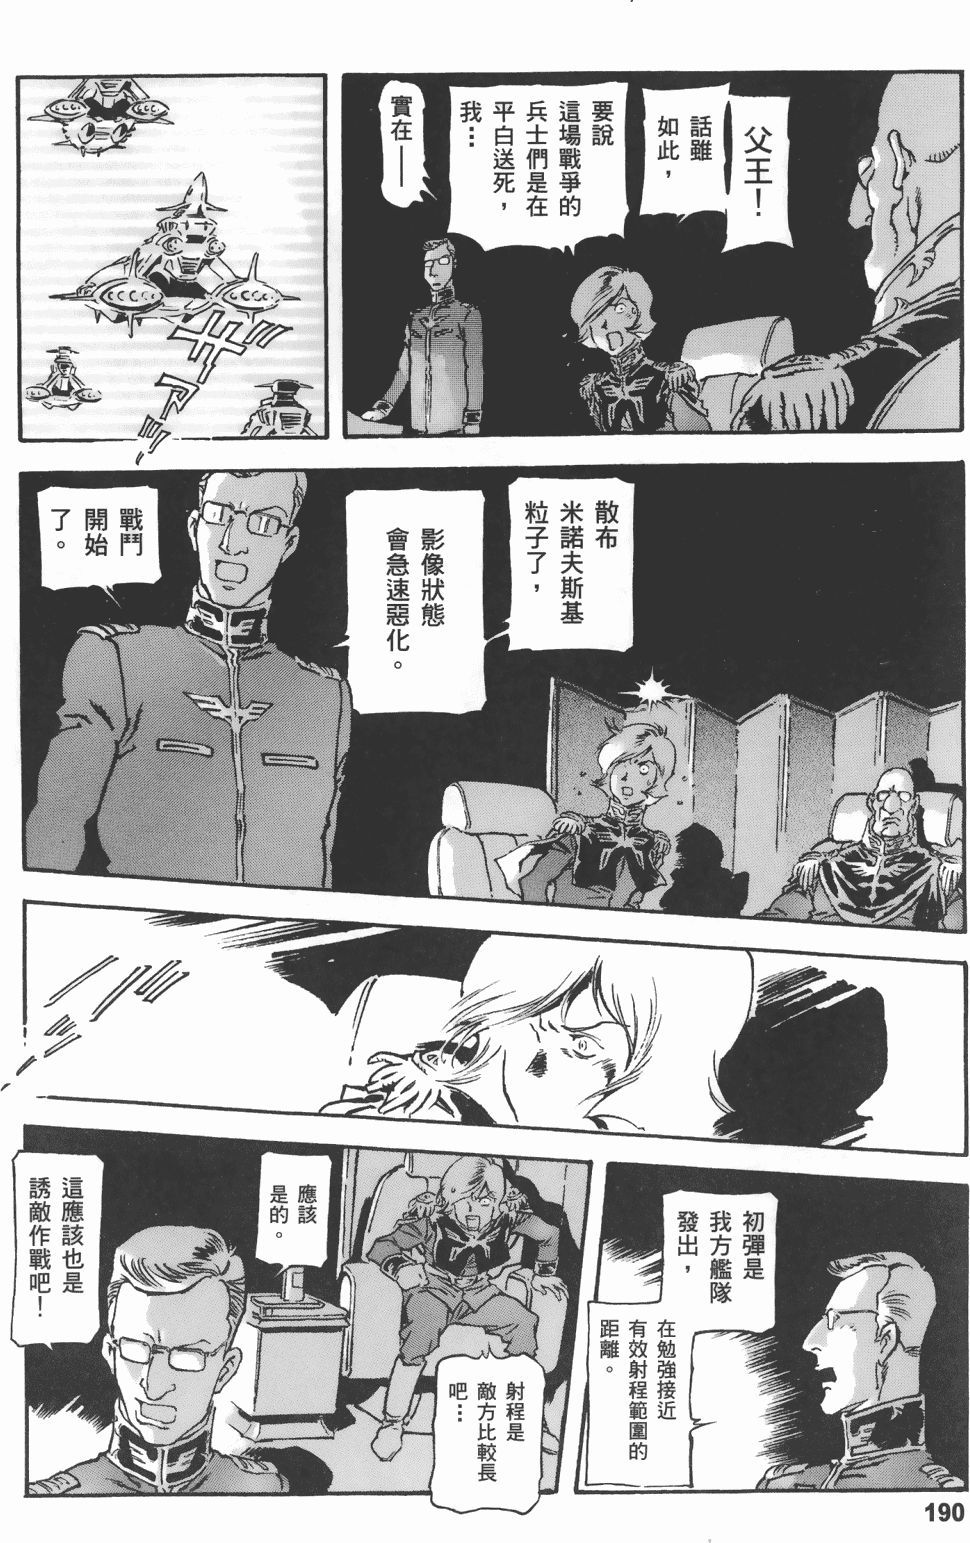 父王！
話雖
如此，
要說
這場戰爭的
兵士們是在
平白送死，
我…
實在——
ザザーアッ
散布
米諾夫斯基
粒子了，
影像狀態
會急速惡化。
戰鬥
開始
了。
初彈是
我方艦隊
發出，
在勉強接近
有效射程範圍的
距離。
射程是
敵方比較長
吧…
應該
是的。
這應該也是
誘敵作戰吧！
190